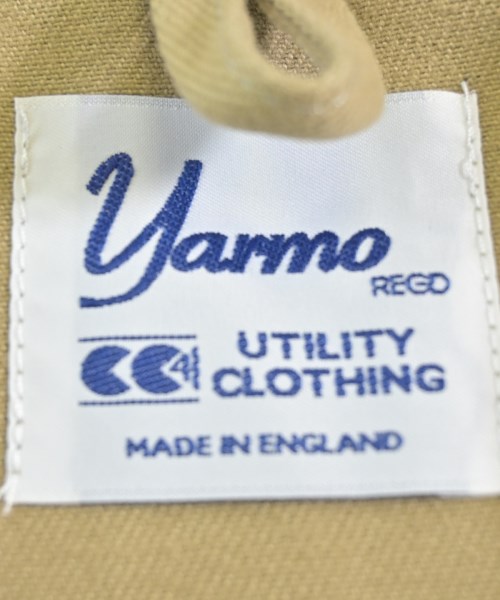 Yarmo
REGD
CC41
UTILITY
CLOTHING
MADE IN ENGLAND